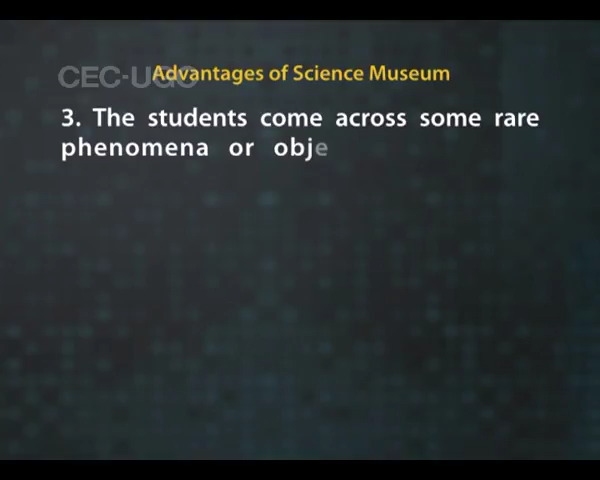 CEC-UGC
Advantages of Science Museum
3. The students come across some rare
phenomena or obje